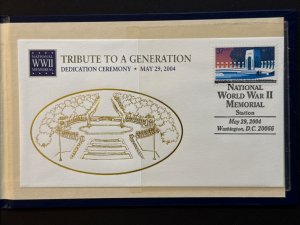 NATIONAL
WWII
MEMORIAL
TRIBUTE TO A GENERATION
DEDICATION CEREMONY • MAY 29, 2004
37
NATIONAL
WORLD WAR II
MEMORIAL
Station
May 29, 2004
Washington, D.C. 20066